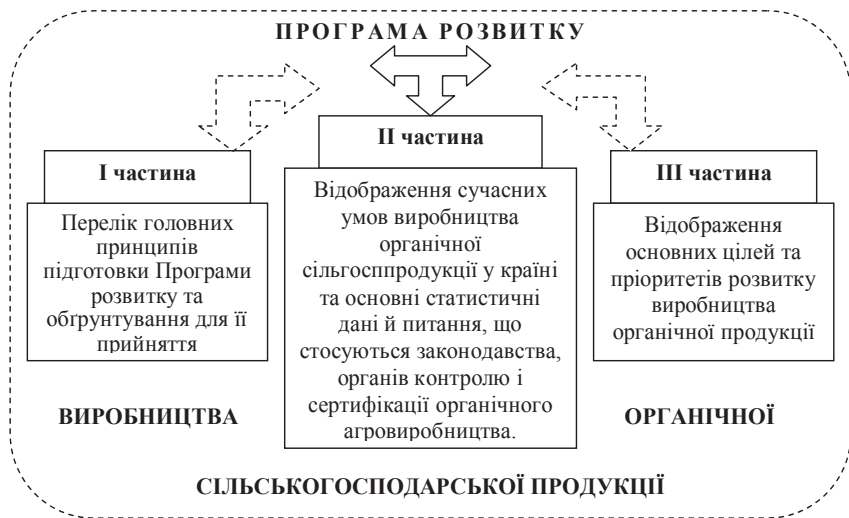 ПРОГРАМА РОЗВИТКУ
І частина
Перелік головних
принципів
підготовки Програми
розвитку та
обґрунтування для її
прийняття
ІІ частина
Відображення сучасних
умов виробництва
органічної
сільгосппродукції у країні
та основні статистичні
дані й питання, що
стосуються законодавства,
органів контролю і
сертифікації органічного
агровиробництва.
ІІІ частина
Відображення
основних цілей та
пріоритетів розвитку
виробництва
органічної продукції
ВИРОБНИЦТВА
ОРГАНІЧНОЇ
СІЛЬСЬКОГОСПОДАРСЬКОЇ ПРОДУКЦІЇ